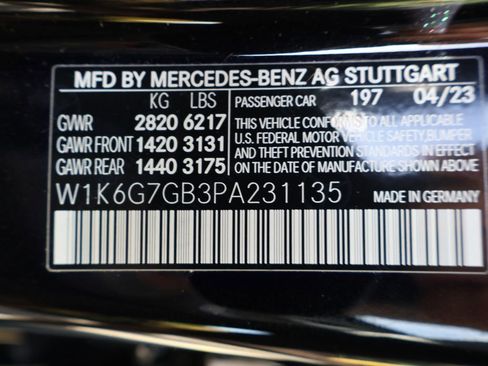 MFD BY MERCEDES-BENZ AG STUTTGART
KG LBS
PASSENGER CAR 197 04/23
GVWR 2820 6217
GAWR FRONT 1420 3131
GAWR REAR 1440 3175
THIS VEHICLE CONFORMS TO ALL APPLICABLE
U.S. FEDERAL MOTOR VEHICLE SAFETY, BUMPER
AND THEFT PREVENTION STANDARDS IN EFFECT
ON THE DATE OF MANUFACTURE SHOWN ABOVE
W1K6G7GB3PA231135
MADE IN GERMANY